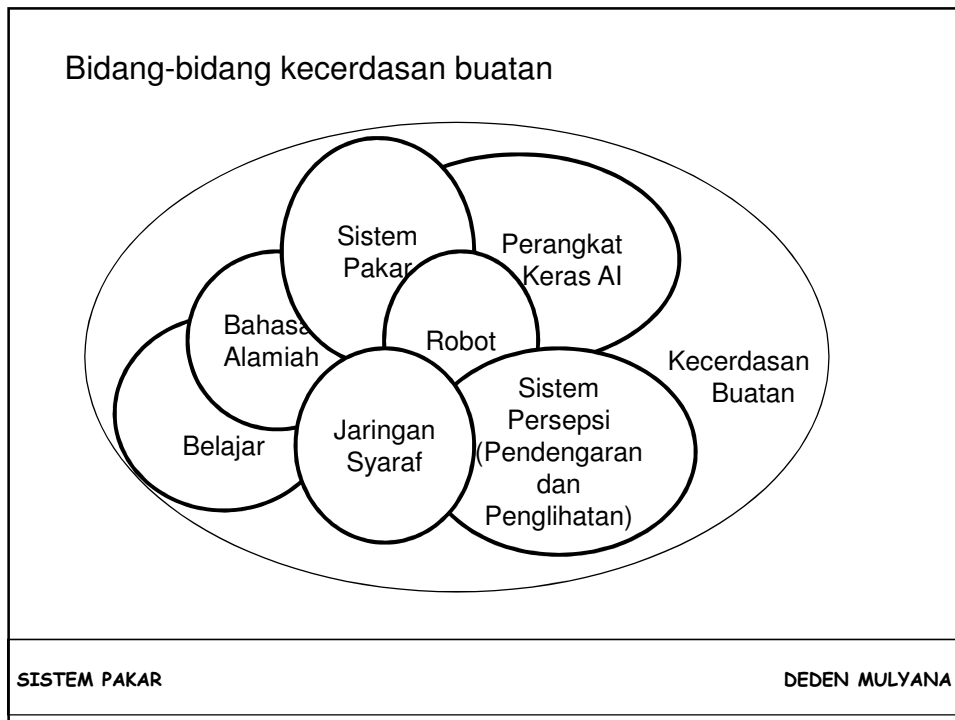 Bidang-bidang kecerdasan buatan
Sistem
Pakar
Perangkat
Keras AI
Bahasa
Alamiah
Robot
Kecerdasan
Buatan
Belajar
Jaringan
Syaraf
Sistem
Persepsi
(Pendengaran
dan
Penglihatan)
SISTEM PAKAR
DEDEN MULYANA